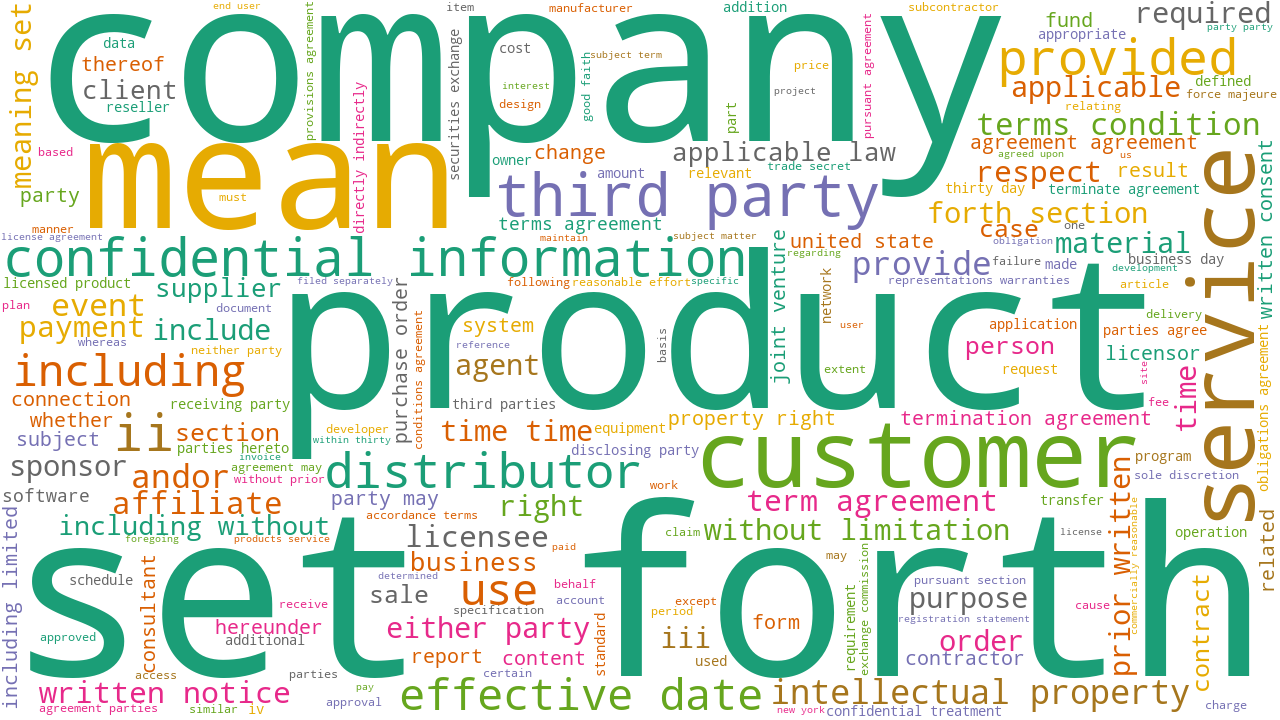 company
product
set forth
mean
service
customer
third party
confidential information
distributor
provided
including
ii
use
effective date
intellectual property
end user
item
manufacturer
addition
subcontractor
fund
required
appropriate
party party
data
thereof
client
reseller
meaning set
provisions agreement
cost
subject term
good faith
interest
design
price
project
pursuant agreement
applicable
defined
force majeure
relating
terms condition
part
securities exchange
directly indirectly
based
party
must
owner
change
applicable law
trade secret
amount
relevant
agreement agreement
agreed upon
us
respect
result
thirty day
terminate agreement
written consent
manner
license agreement
terms agreement
maintain
subject matter
forth section
case
one
united state
obligation
material
regarding
business day
licensed product
supplier
filed separately
following
reasonable effort
specific
provide
failure
made
development
representations warranties
article
plan
event
document
payment
include
whereas
neither party
purchase order
conditions agreement
system
reference
agent
basis
joint venture
network
user
extent
application
delivery
parties agree
person
licensor
request
site
connection
receiving party
third parties
property right
termination agreement
time
fee
whether
subject
section
parties hereto
developer
within thirty
invoice
time time
equipment
disclosing party
obligations agreement
program
sole discretion
sponsor
andor
agreement may
without prior
software
affiliate
party may
work
right
term agreement
transfer
prior written
commercially reasonable
including limited
including without
accordance terms
foregoing
products service
licensee
paid
claim
without limitation
license
operation
related
schedule
consultant
business
determined
may
sale
behalf
account
pursuant section
purpose
registration statement
cause
receive
specification
period
except
approved
hereunder
additional
either party
standard
form
iii
requirement
exchange commission
order
contract
contractor
report
content
used
access
parties
certain
written notice
pay
approval
agreement parties
similar
iv
new york
confidential treatment
charge